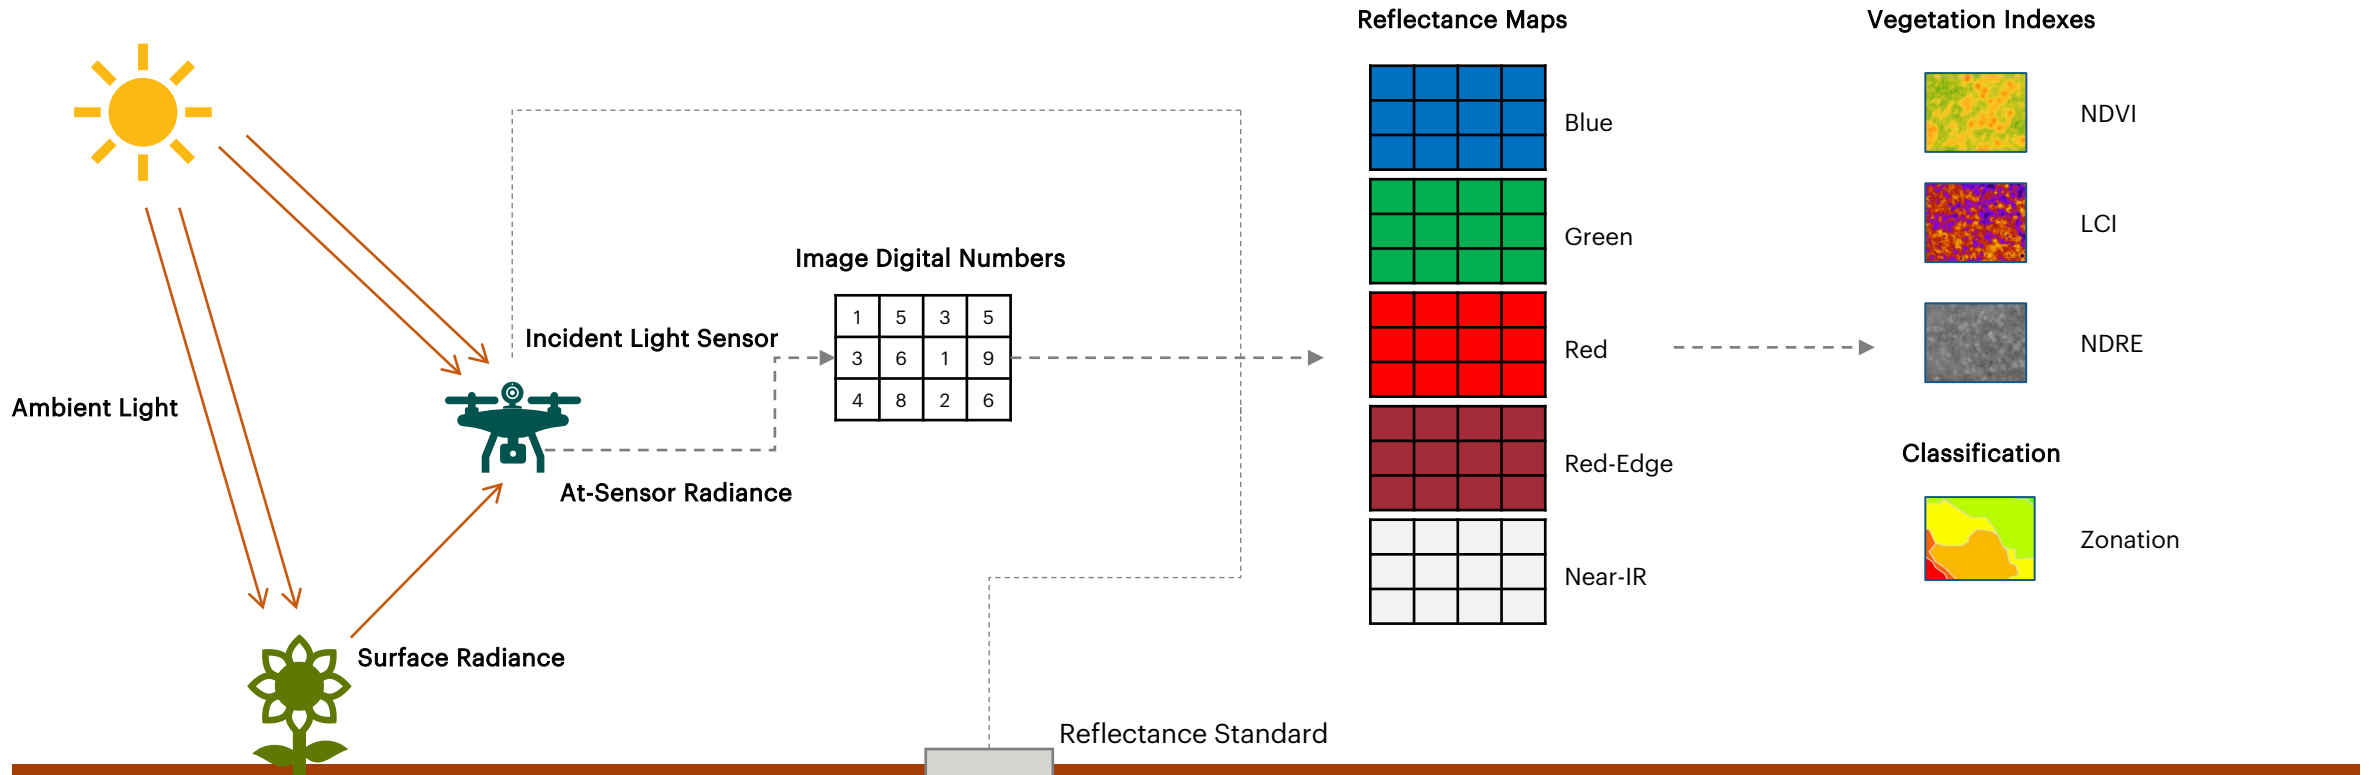 Reflectance Maps
Vegetation Indexes
Blue
NDVI
Green
LCI
Image Digital Numbers
1 5 3 5
3 6 1 9
4 8 2 6
Incident Light Sensor
Red
NDRE
Ambient Light
At-Sensor Radiance
Red-Edge
Classification
Near-IR
Zonation
Surface Radiance
Reflectance Standard